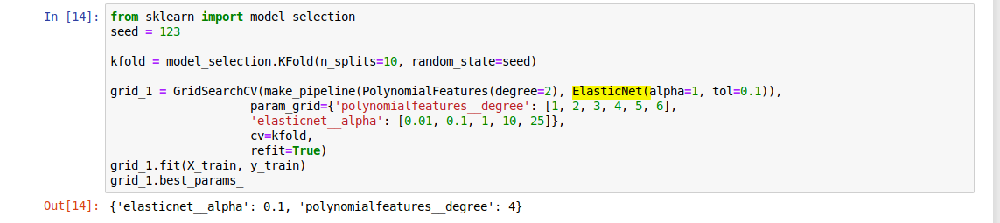 In [14]: from sklearn import model_selection
seed = 123
kfold = model_selection.KFold(n_splits=10, random_state=seed)
grid_1 = GridSearchCV(make_pipeline(PolynomialFeatures(degree=2), ElasticNet(alpha=1, tol=0.1)),
param_grid={'polynomialfeatures__degree': [1, 2, 3, 4, 5, 6],
'elasticnet__alpha': [0.01, 0.1, 1, 10, 25]},
cv=kfold,
refit=True)
grid_1.fit(X_train, y_train)
grid_1.best_params_
Out[14]: {'elasticnet__alpha': 0.1, 'polynomialfeatures__degree': 4}